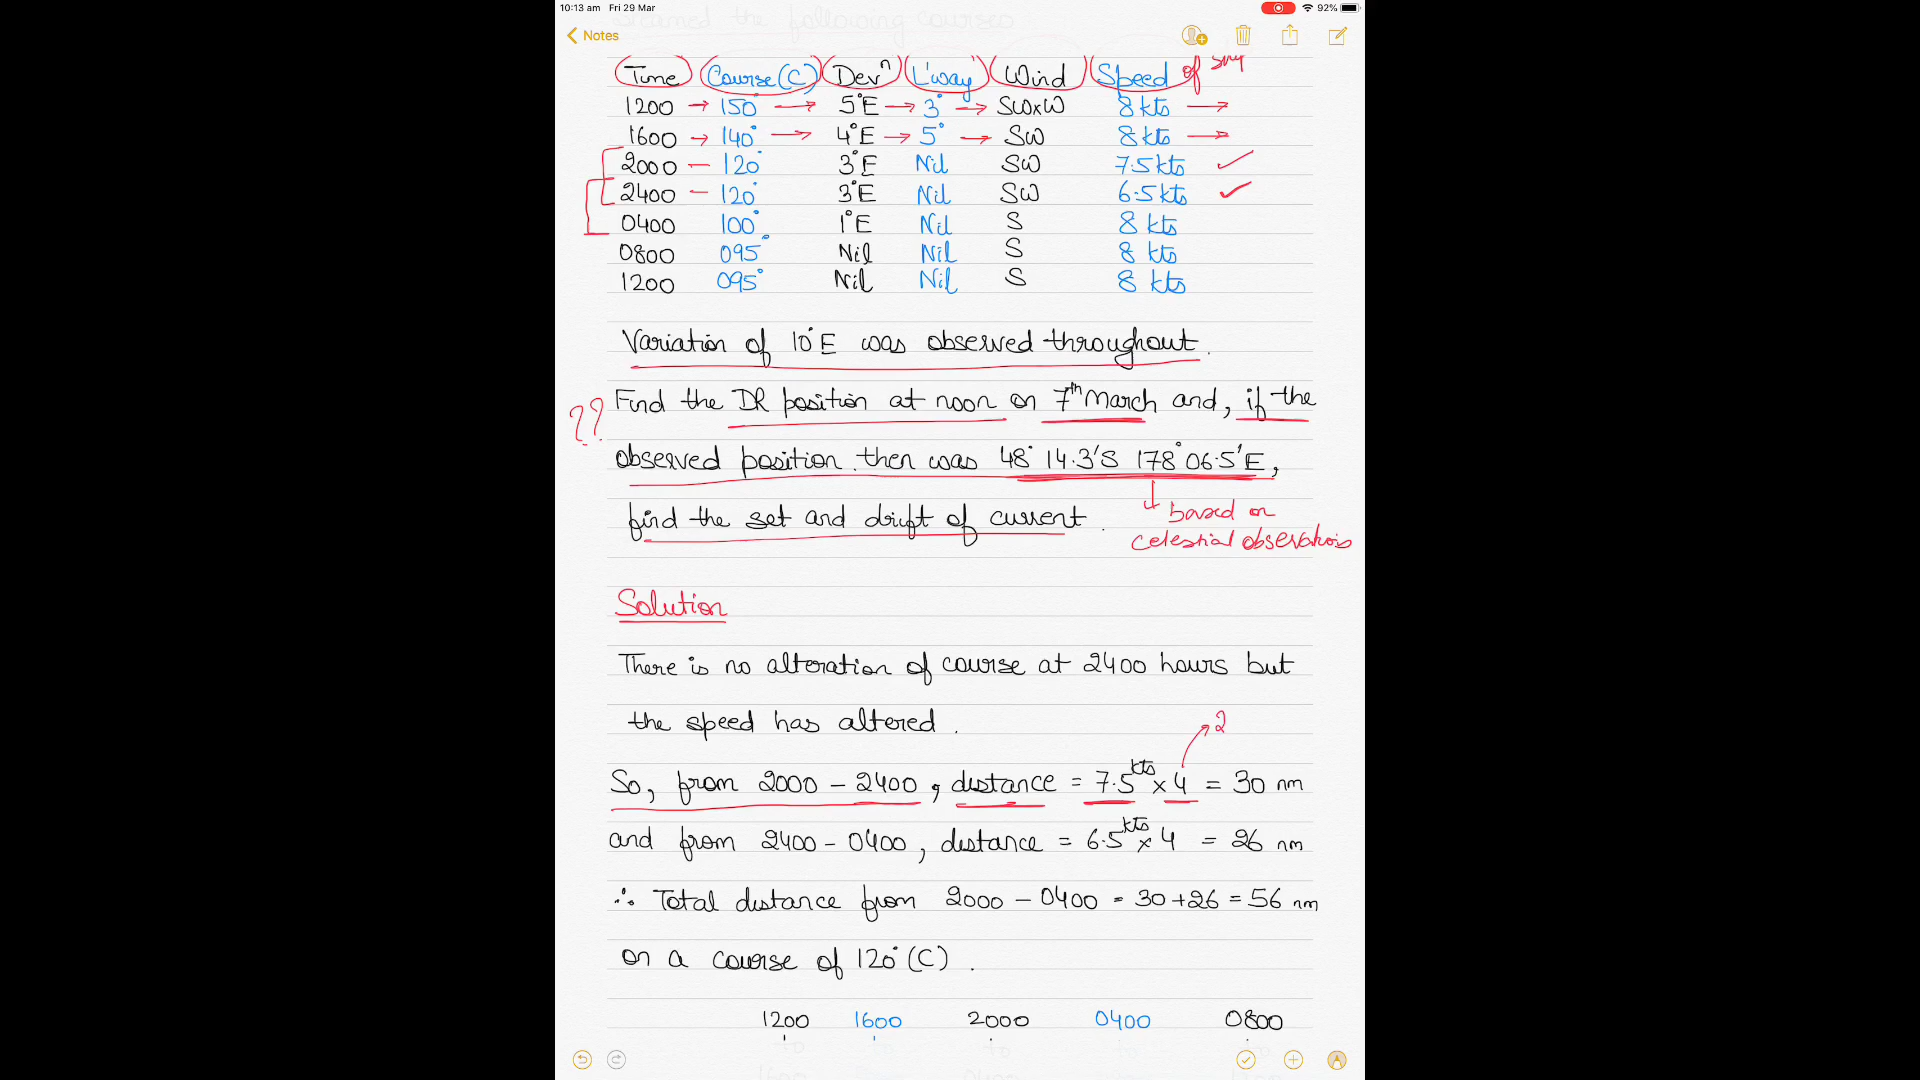 10:13 am Fri 29 Mar
92%
Steamed the following courses
Notes
Time Course (C) Devⁿ L'way Wind Speed of ship
1200 → 150° → 5°E → 3° → SWxW 8 kts →
1600 → 140° → 4°E → 5° → SW 8 kts →
2000 – 120° 3°E Nil SW 7.5 kts ✓
2400 – 120° 3°E Nil SW 6.5 kts ✓
0400 100° 1°E Nil S 8 kts
0800 095° Nil Nil S 8 kts
1200 095° Nil Nil S 8 kts
Variation of 10°E was observed throughout.
?? Find the DR position at noon on 7th March and, if the
observed position then was 48° 14.3'S 178° 06.5'E,
find the set and drift of current.
↳ based on
celestial observations
Solution
There is no alteration of course at 2400 hours but
the speed has altered.
→ 2
So, from 2000 – 2400, distance = 7.5 kts × 4 = 30 nm
and from 2400 – 0400, distance = 6.5 kts × 4 = 26 nm
∴ Total distance from 2000 – 0400 = 30 + 26 = 56 nm
on a course of 120° (C).
1200 1600 2000 0400 0800